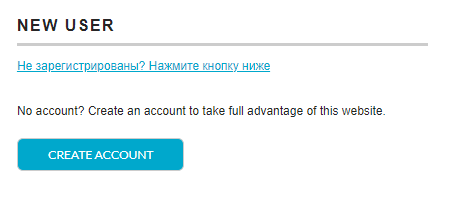 NEW USER
Не зарегистрированы? Нажмите кнопку ниже
No account? Create an account to take full advantage of this website.
CREATE ACCOUNT